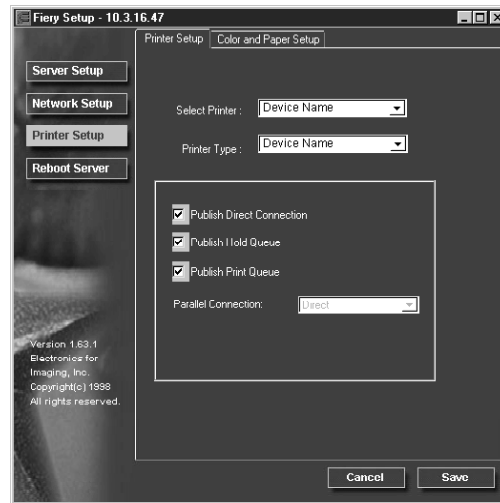 Fiery Setup - 10.3.16.47
Printer Setup
Color and Paper Setup
Server Setup
Network Setup
Printer Setup
Reboot Server
Select Printer :
Device Name
Printer Type :
Device Name
Publish Direct Connection
Publish Hold Queue
Publish Print Queue
Parallel Connection:
Direct
Version 1.63.1
Electronics for
Imaging, Inc.
Copyright(c) 1998
All rights reserved.
Cancel
Save